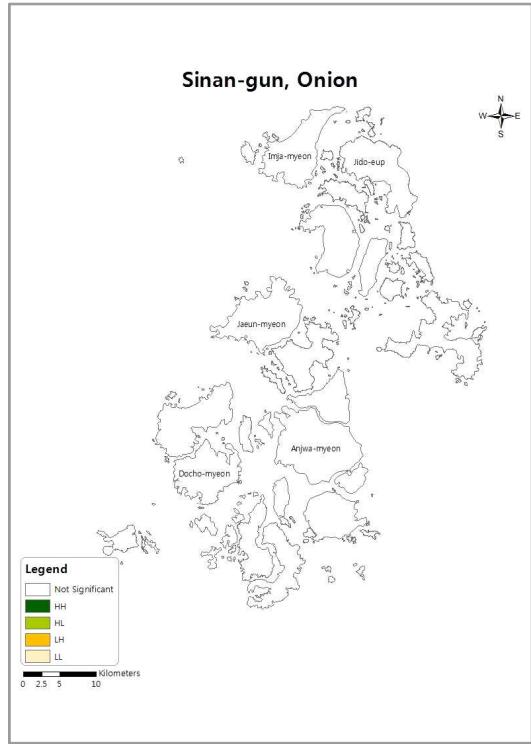 Sinan-gun, Onion
N
W E
S
Imja-myeon
Jido-eup
Jaeun-myeon
Anjwa-myeon
Docho-myeon
Legend
Not Significant
HH
HL
LH
LL
Kilometers
0 2.5 5 10